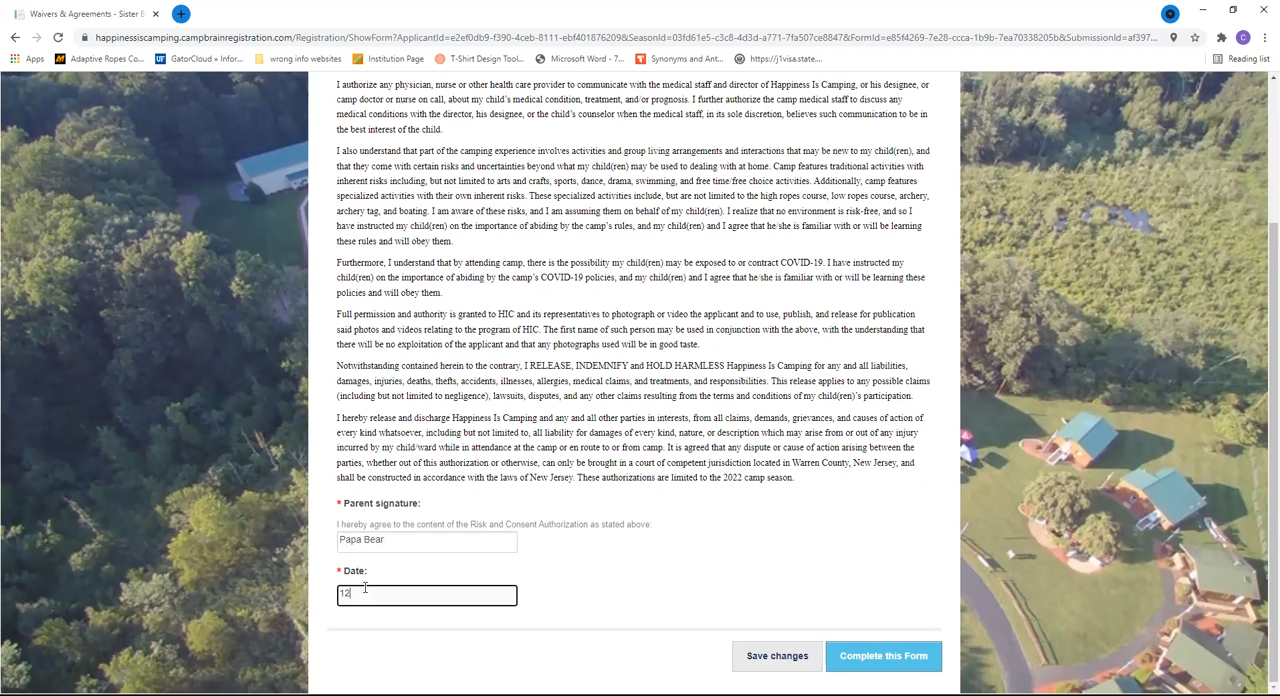 Waivers & Agreements - Sister B
happinessiscamping.campbrainregistration.com/Registration/ShowForm?ApplicantId=e2ef0db9-f390-4ceb-8111-ebf401876209&SeasonId=03fd61e5-c3c8-4d3d-a771-7fa507ce8847&FormId=e85f4269-7e28-ccca-1b9b-7ea70338205b&SubmissionId=af397...
Apps Adaptive Ropes Co... GatorCloud » Infor... wrong info websites Institution Page T-Shirt Design Tool... Microsoft Word - 7... Synonyms and Ant... https://j1visa.state.... Reading list
I authorize any physician, nurse or other health care provider to communicate with the medical staff and director of Happiness Is Camping, or his designee, or
camp doctor or nurse on call, about my child's medical condition, treatment, and/or prognosis. I further authorize the camp medical staff to discuss any
medical conditions with the director, his designee, or the child's counselor when the medical staff, in its sole discretion, believes such communication to be in
the best interest of the child.
I also understand that part of the camping experience involves activities and group living arrangements and interactions that may be new to my child(ren), and
that they come with certain risks and uncertainties beyond what my child(ren) may be used to dealing with at home. Camp features traditional activities with
inherent risks including, but not limited to arts and crafts, sports, dance, drama, swimming, and free time/free choice activities. Additionally, camp features
specialized activities with their own inherent risks. These specialized activities include, but are not limited to the high ropes course, low ropes course, archery,
archery tag, and boating. I am aware of these risks, and I am assuming them on behalf of my child(ren). I realize that no environment is risk-free, and so I
have instructed my child(ren) on the importance of abiding by the camp's rules, and my child(ren) and I agree that he/she is familiar with or will be learning
these rules and will obey them.
Furthermore, I understand that by attending camp, there is the possibility my child(ren) may be exposed to or contract COVID-19. I have instructed my
child(ren) on the importance of abiding by the camp's COVID-19 policies, and my child(ren) and I agree that he/she is familiar with or will be learning these
policies and will obey them.
Full permission and authority is granted to HIC and its representatives to photograph or video the applicant and to use, publish, and release for publication
said photos and videos relating to the program of HIC. The first name of such person may be used in conjunction with the above, with the understanding that
there will be no exploitation of the applicant and that any photographs used will be in good taste.
Notwithstanding contained herein to the contrary, I RELEASE, INDEMNIFY and HOLD HARMLESS Happiness Is Camping for any and all liabilities,
damages, injuries, deaths, thefts, accidents, illnesses, allergies, medical claims, and treatments, and responsibilities. This release applies to any possible claims
(including but not limited to negligence), lawsuits, disputes, and any other claims resulting from the terms and conditions of my child(ren)'s participation.
I hereby release and discharge Happiness Is Camping and any and all other parties in interests, from all claims, demands, grievances, and causes of action of
every kind whatsoever, including but not limited to, all liability for damages of every kind, nature, or description which may arise from or out of any injury
incurred by my child/ward while in attendance at the camp or en route to or from camp. It is agreed that any dispute or cause of action arising between the
parties, whether out of this authorization or otherwise, can only be brought in a court of competent jurisdiction located in Warren County, New Jersey, and
shall be constructed in accordance with the laws of New Jersey. These authorizations are limited to the 2022 camp season.
* Parent signature:
I hereby agree to the content of the Risk and Consent Authorization as stated above:
Papa Bear
* Date:
12
Save changes Complete this Form